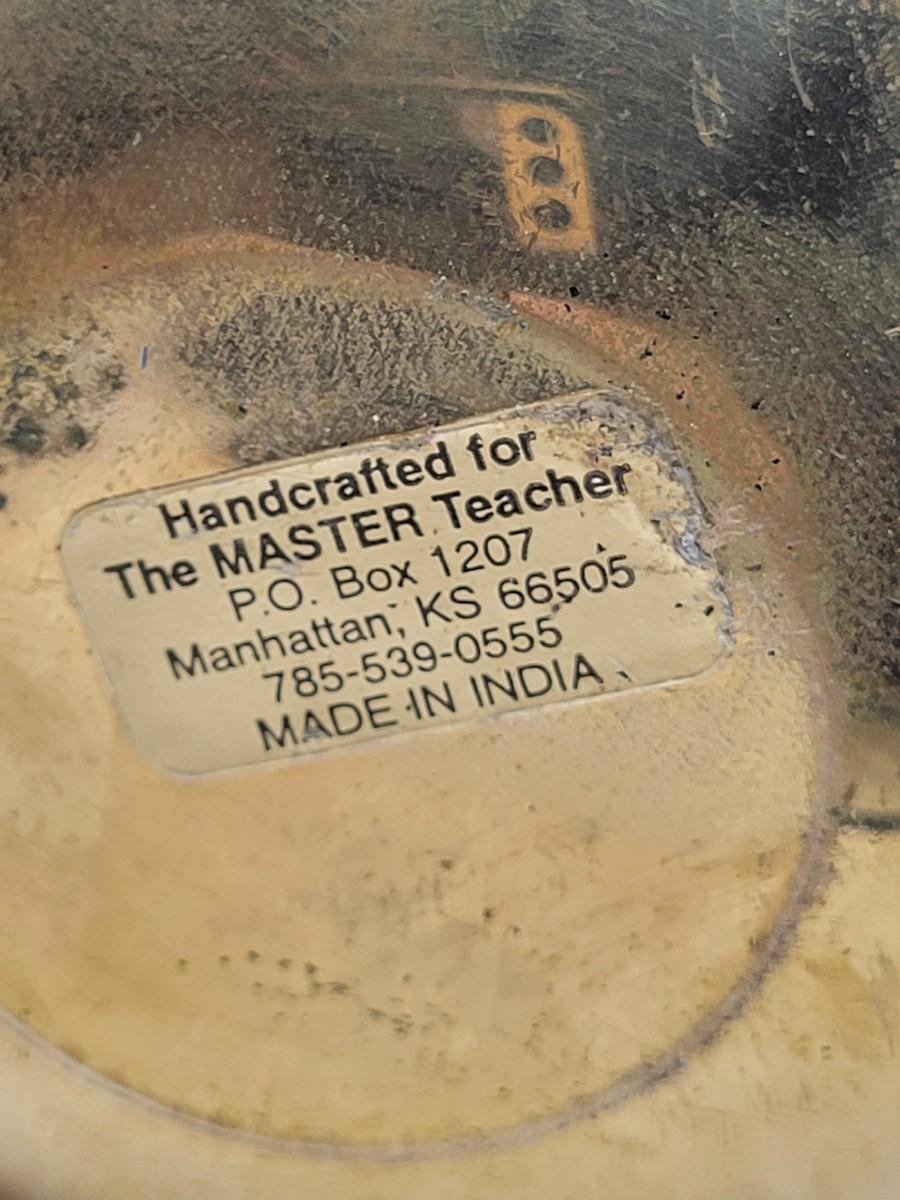 Handcrafted for
The MASTER Teacher
P.O. Box 1207
Manhattan, KS 66505
785-539-0555
MADE IN INDIA